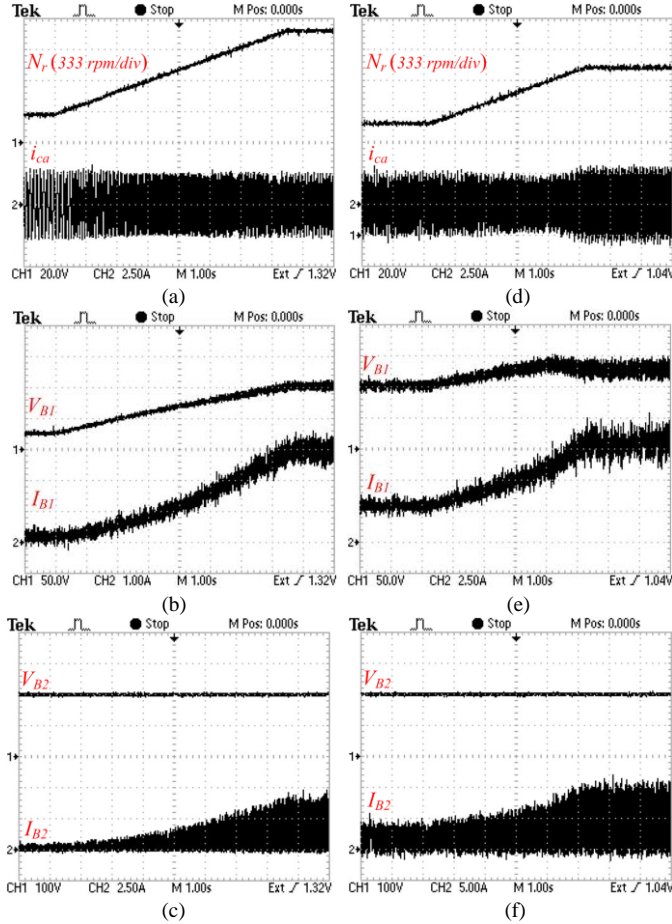 Tek Stop M Pos: 0.000s
Nr (333 rpm/div)
1
ica
2
CH1 20.0V CH2 2.50A M 1.00s Ext 1.32V
(a)
Tek Stop M Pos: 0.000s
Nr (333 rpm/div)
ica
2
1
CH1 20.0V CH2 2.50A M 1.00s Ext 1.04V
(d)
Tek Stop M Pos: 0.000s
VB1
1
IB1
2
CH1 50.0V CH2 1.00A M 1.00s Ext 1.32V
(b)
Tek Stop M Pos: 0.000s
VB1
1
IB1
2
CH1 50.0V CH2 2.50A M 1.00s Ext 1.04V
(e)
Tek Stop M Pos: 0.000s
VB2
1
IB2
2
CH1 100V CH2 2.50A M 1.00s Ext 1.32V
(c)
Tek Stop M Pos: 0.000s
VB2
1
IB2
2
CH1 100V CH2 5.00A M 1.00s Ext 1.04V
(f)